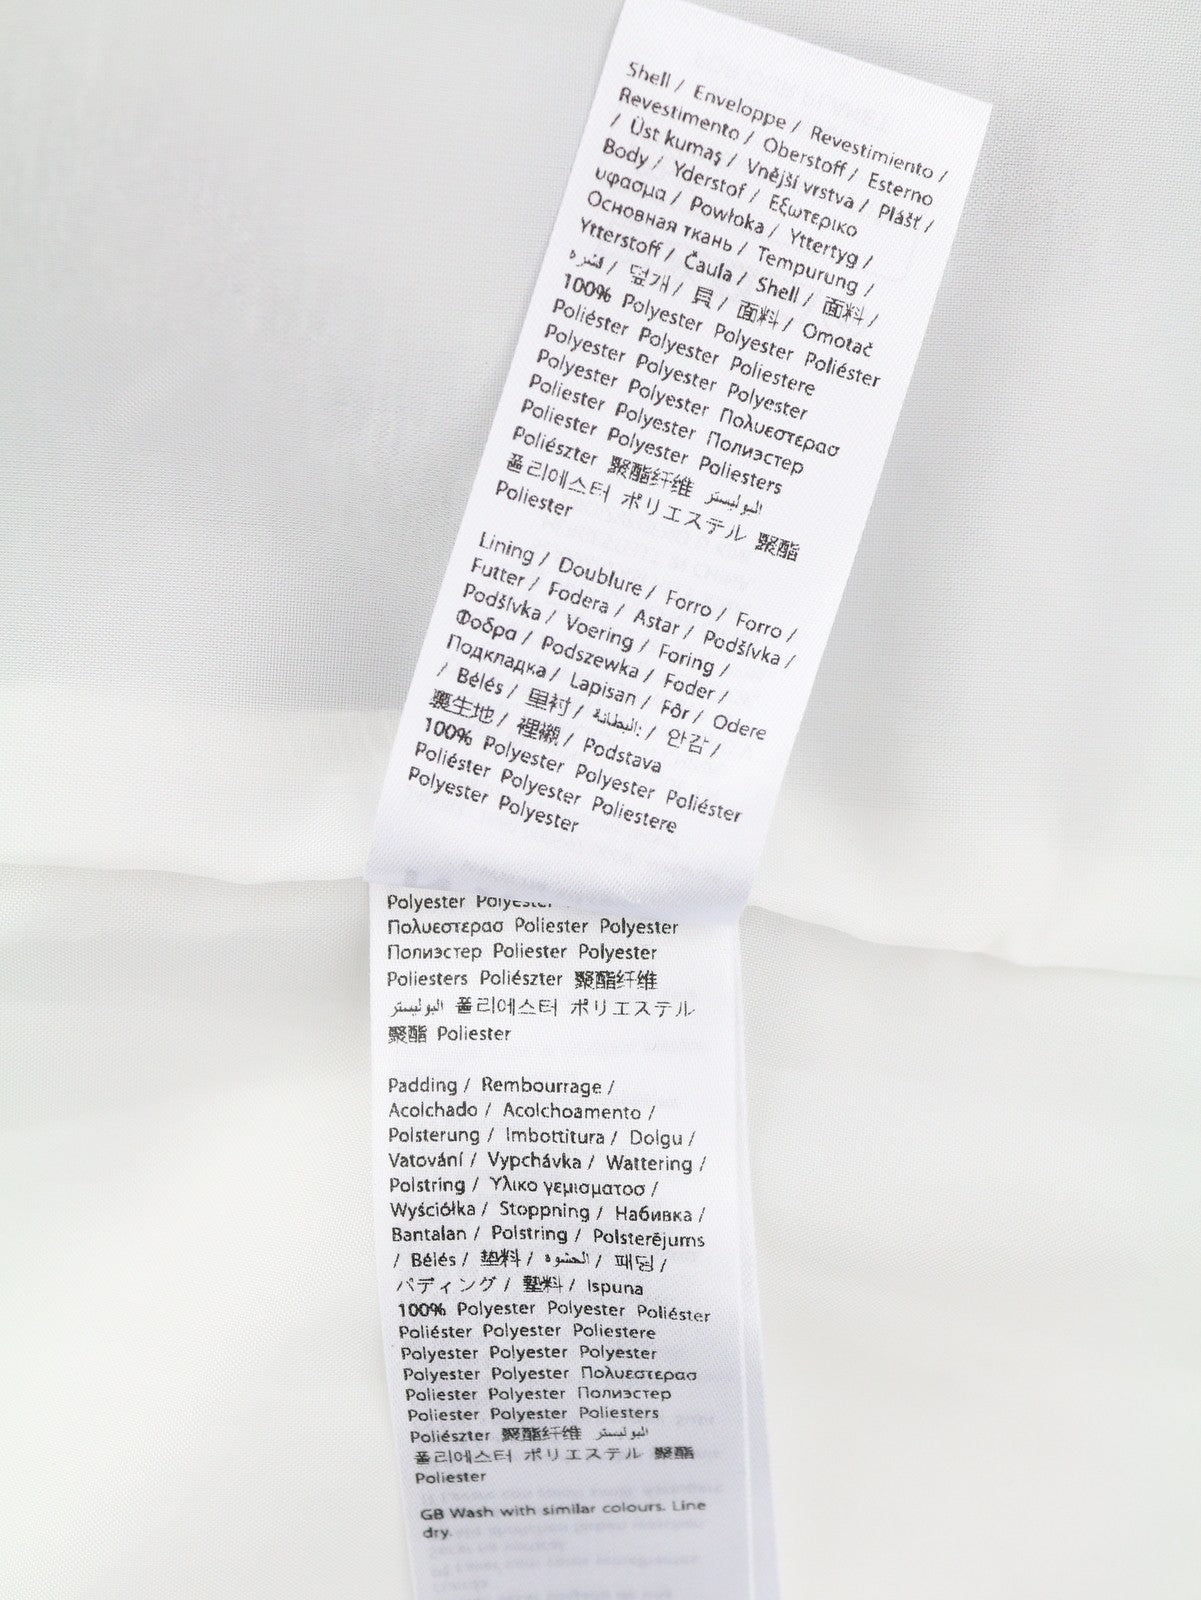 Shell / Enveloppe / Revestimiento /
Revestimento / Oberstoff / Esterno
/ Üst kumaş / Vnější vrstva / Plášť /
Body / Yderstof / Εξωτερικο
υφασμα / Powłoka / Yttertyg /
Основная ткань / Tempurung /
Ytterstoff / Čaula / Shell / 面料 /
قشره / 덮개 / 貝 / 面料 / Omotač
100% Polyester Polyester Poliéster
Poliéster Polyester Poliestere
Polyester Polyester Polyester
Polyester Polyester Πολυεστερασ
Poliester Polyester Полиэстер
Poliester Polyester Poliesters
Poliészter 聚酯纤维 البوليستر
폴리에스터 ポリエステル 聚酯
Poliester
Lining / Doublure / Forro / Forro /
Futter / Fodera / Astar / Podšívka /
Podšívka / Voering / Foring /
Φοδρα / Podszewka / Foder /
Подкладка / Lapisan / Fôr / Odere
/ Bélés / 里衬 / البطانة: / 안감 /
裏生地 / 裡襯 / Podstava
100% Polyester Polyester Poliéster
Poliéster Polyester Poliestere
Polyester Polyester
Polyester Polyester
Πολυεστερασ Poliester Polyester
Полиэстер Poliester Polyester
Poliesters Poliészter 聚酯纤维
البوليستر 폴리에스터 ポリエステル
聚酯 Poliester
Padding / Rembourrage /
Acolchado / Acolchoamento /
Polsterung / Imbottitura / Dolgu /
Vatování / Vypchávka / Wattering /
Polstring / Υλικο γεμισματοσ /
Wyściółka / Stoppning / Набивка /
Bantalan / Polstring / Polsterējums
/ Bélés / 垫料 / الحشوه / 패딩 /
パディング / 墊料 / Ispuna
100% Polyester Polyester Poliéster
Poliéster Polyester Poliestere
Polyester Polyester Polyester
Polyester Polyester Πολυεστερασ
Poliester Polyester Полиэстер
Poliester Polyester Poliesters
Poliészter 聚酯纤维 البوليستر
폴리에스터 ポリエステル 聚酯
Poliester
GB Wash with similar colours. Line
dry.